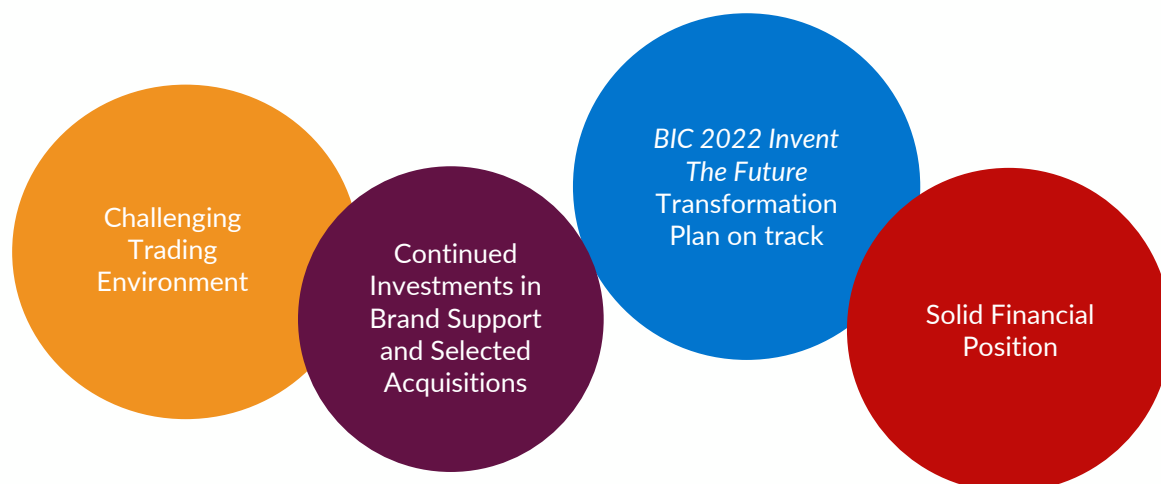 Challenging
Trading
Environment
Continued
Investments in
Brand Support
and Selected
Acquisitions
BIC 2022 Invent
The Future
Transformation
Plan on track
Solid Financial
Position